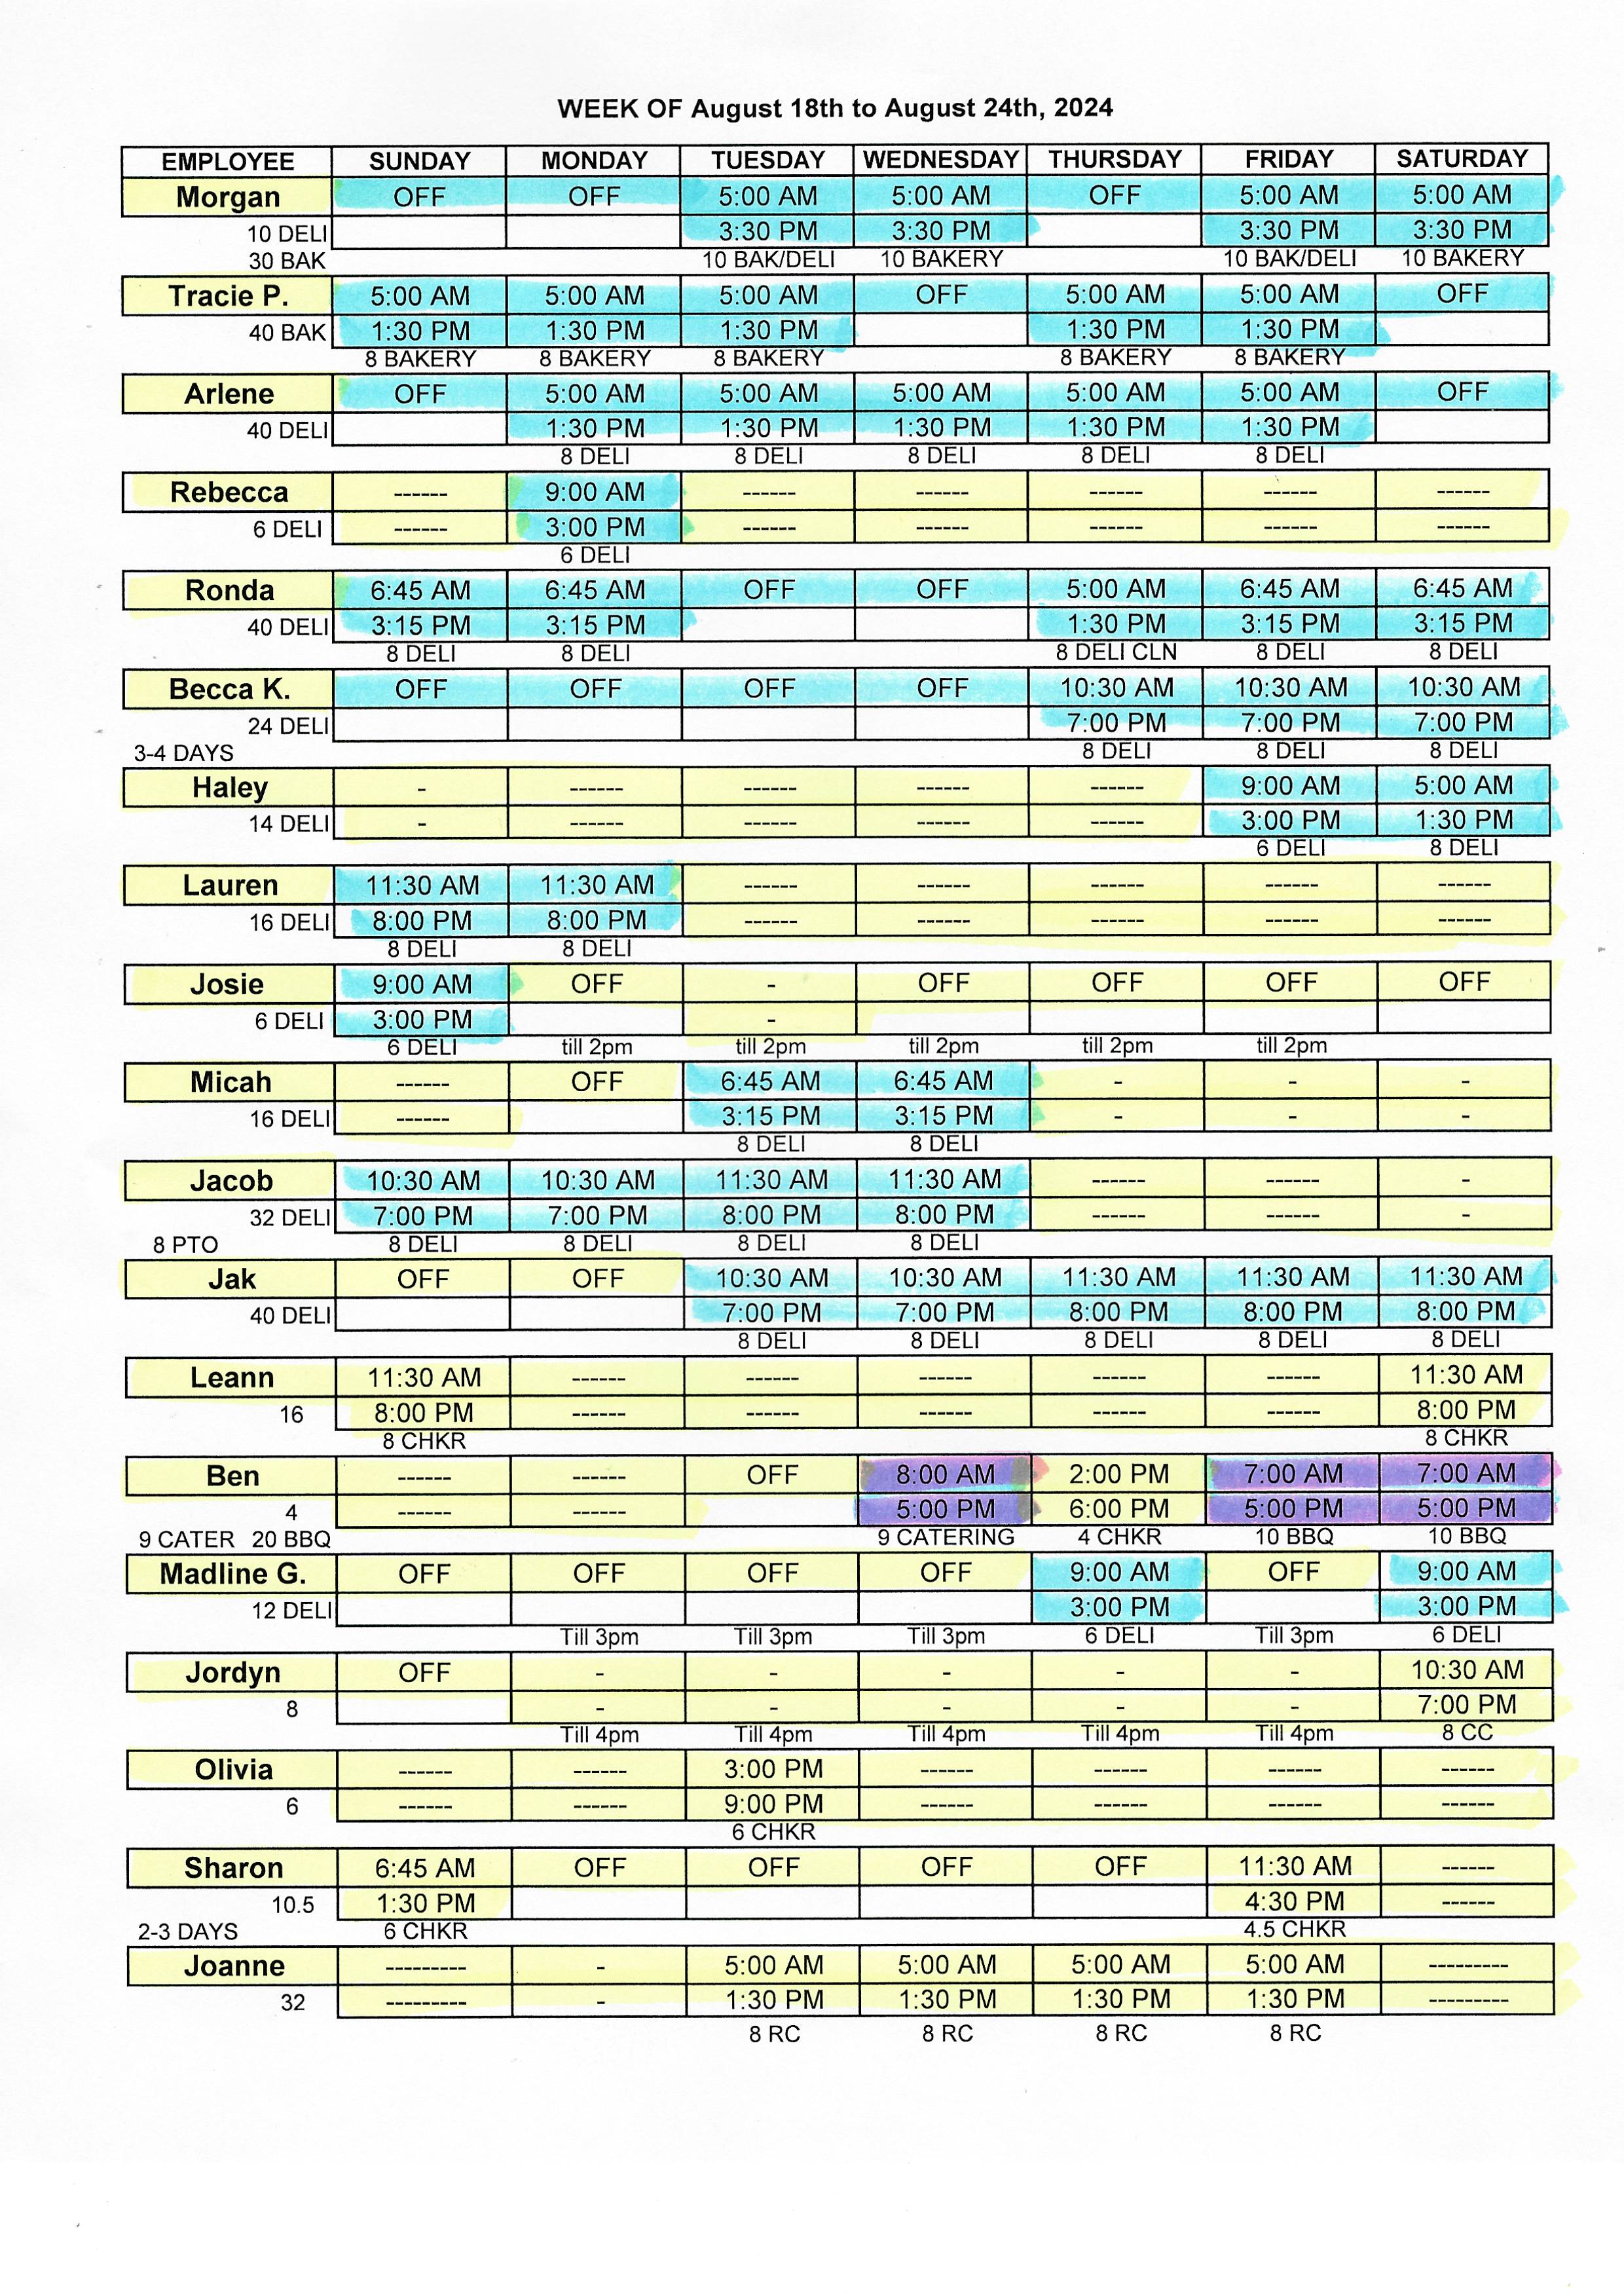 WEEK OF August 18th to August 24th, 2024
EMPLOYEE SUNDAY MONDAY TUESDAY WEDNESDAY THURSDAY FRIDAY SATURDAY
Morgan OFF OFF 5:00 AM 5:00 AM OFF 5:00 AM 5:00 AM
10 DELI 3:30 PM 3:30 PM 3:30 PM 3:30 PM
30 BAK 10 BAK/DELI 10 BAKERY 10 BAK/DELI 10 BAKERY
Tracie P. 5:00 AM 5:00 AM 5:00 AM OFF 5:00 AM 5:00 AM OFF
40 BAK 1:30 PM 1:30 PM 1:30 PM 1:30 PM 1:30 PM
8 BAKERY 8 BAKERY 8 BAKERY 8 BAKERY 8 BAKERY
Arlene OFF 5:00 AM 5:00 AM 5:00 AM 5:00 AM 5:00 AM OFF
40 DELI 1:30 PM 1:30 PM 1:30 PM 1:30 PM 1:30 PM
8 DELI 8 DELI 8 DELI 8 DELI 8 DELI
Rebecca ------ 9:00 AM ------ ------ ------ ------ ------
6 DELI ------ 3:00 PM ------ ------ ------ ------ ------
6 DELI
Ronda 6:45 AM 6:45 AM OFF OFF 5:00 AM 6:45 AM 6:45 AM
40 DELI 3:15 PM 3:15 PM 1:30 PM 3:15 PM 3:15 PM
8 DELI 8 DELI 8 DELI CLN 8 DELI 8 DELI
Becca K. OFF OFF OFF OFF 10:30 AM 10:30 AM 10:30 AM
24 DELI 7:00 PM 7:00 PM 7:00 PM
3-4 DAYS 8 DELI 8 DELI 8 DELI
Haley - ------ ------ ------ ------ 9:00 AM 5:00 AM
14 DELI - ------ ------ ------ ------ 3:00 PM 1:30 PM
6 DELI 8 DELI
Lauren 11:30 AM 11:30 AM ------ ------ ------ ------ ------
16 DELI 8:00 PM 8:00 PM ------ ------ ------ ------ ------
8 DELI 8 DELI
Josie 9:00 AM OFF - OFF OFF OFF OFF
6 DELI 3:00 PM -
6 DELI till 2pm till 2pm till 2pm till 2pm till 2pm
Micah ------ OFF 6:45 AM 6:45 AM - - -
16 DELI ------ 3:15 PM 3:15 PM - - -
8 DELI 8 DELI
Jacob 10:30 AM 10:30 AM 11:30 AM 11:30 AM ------ ------ -
32 DELI 7:00 PM 7:00 PM 8:00 PM 8:00 PM ------ ------ -
8 PTO 8 DELI 8 DELI 8 DELI 8 DELI
Jak OFF OFF 10:30 AM 10:30 AM 11:30 AM 11:30 AM 11:30 AM
40 DELI 7:00 PM 7:00 PM 8:00 PM 8:00 PM 8:00 PM
8 DELI 8 DELI 8 DELI 8 DELI 8 DELI
Leann 11:30 AM ------ ------ ------ ------ ------ 11:30 AM
16 8:00 PM ------ ------ ------ ------ ------ 8:00 PM
8 CHKR 8 CHKR
Ben ------ ------ OFF 8:00 AM 2:00 PM 7:00 AM 7:00 AM
4 ------ ------ 5:00 PM 6:00 PM 5:00 PM 5:00 PM
9 CATER 20 BBQ 9 CATERING 4 CHKR 10 BBQ 10 BBQ
Madline G. OFF OFF OFF OFF 9:00 AM OFF 9:00 AM
12 DELI 3:00 PM 3:00 PM
Till 3pm Till 3pm Till 3pm 6 DELI Till 3pm 6 DELI
Jordyn OFF - - - - - 10:30 AM
8 - - - - - 7:00 PM
Till 4pm Till 4pm Till 4pm Till 4pm Till 4pm 8 CC
Olivia ------ ------ 3:00 PM ------ ------ ------ ------
6 ------ ------ 9:00 PM ------ ------ ------ ------
6 CHKR
Sharon 6:45 AM OFF OFF OFF OFF 11:30 AM ------
10.5 1:30 PM 4:30 PM ------
2-3 DAYS 6 CHKR 4.5 CHKR
Joanne --------- - 5:00 AM 5:00 AM 5:00 AM 5:00 AM ---------
32 --------- - 1:30 PM 1:30 PM 1:30 PM 1:30 PM ---------
8 RC 8 RC 8 RC 8 RC